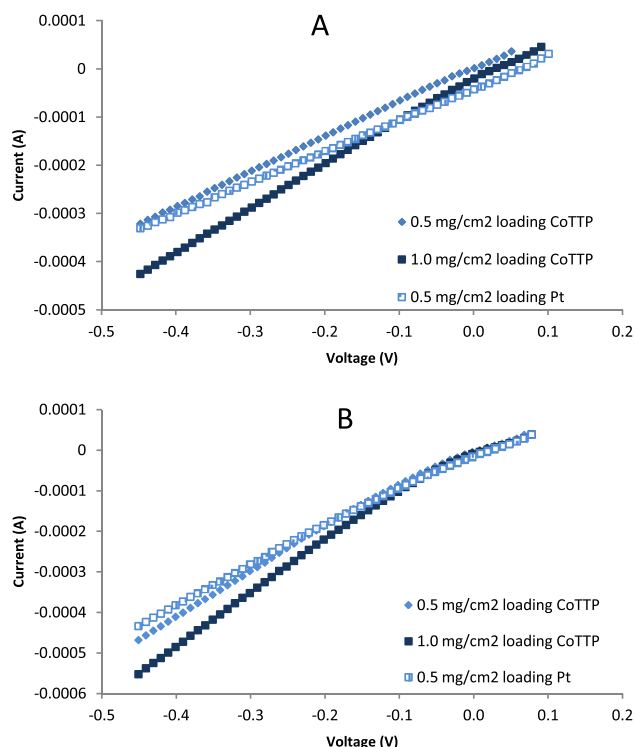 A
0.0001
0
-0.0001
-0.0002
-0.0003
-0.0004
-0.0005
Current (A)
0.5 mg/cm2 loading CoTTP
1.0 mg/cm2 loading CoTTP
0.5 mg/cm2 loading Pt
-0.5 -0.4 -0.3 -0.2 -0.1 0.0 0.1 0.2
Voltage (V)
B
0.0001
0
-0.0001
-0.0002
-0.0003
-0.0004
-0.0005
-0.0006
Current (A)
0.5 mg/cm2 loading CoTTP
1.0 mg/cm2 loading CoTTP
0.5 mg/cm2 loading Pt
-0.5 -0.4 -0.3 -0.2 -0.1 0.0 0.1 0.2
Voltage (V)